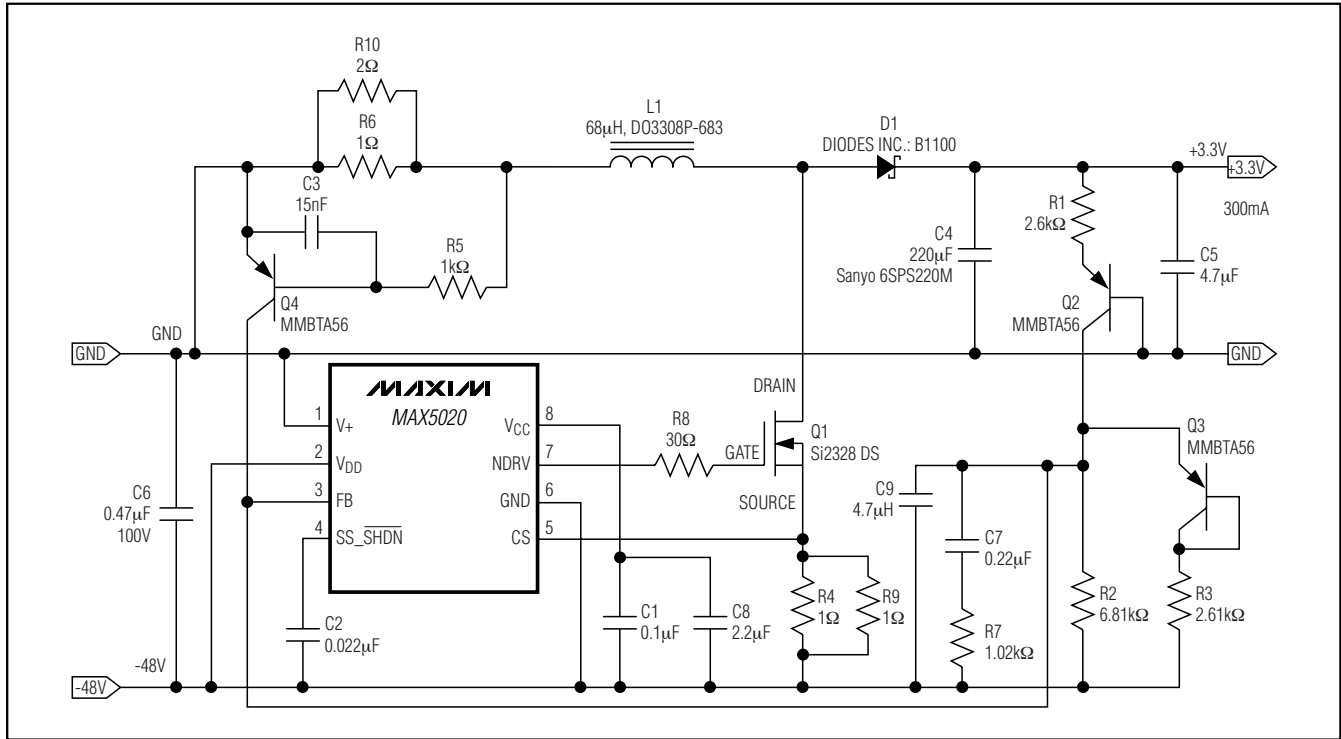 R10
2Ω
R6
1Ω
C3
15nF
R5
1kΩ
Q4
MMBTA56
L1
68µH, DO3308P-683
D1
DIODES INC.: B1100
+3.3V
+3.3V
300mA
R1
2.6kΩ
C4
220µF
Sanyo 6SPS220M
C5
4.7µF
Q2
MMBTA56
GND
GND
GND
MAXIM
MAX5020
1 V+
2 VDD
3 FB
4 SS_SHDN
VCC 8
NDRV 7
GND 6
CS 5
R8
30Ω
DRAIN
GATE
SOURCE
Q1
Si2328 DS
Q3
MMBTA56
C6
0.47µF
100V
C2
0.022µF
C1
0.1µF
C8
2.2µF
R4
1Ω
R9
1Ω
C9
4.7µH
C7
0.22µF
R7
1.02kΩ
R2
6.81kΩ
R3
2.61kΩ
-48V
-48V